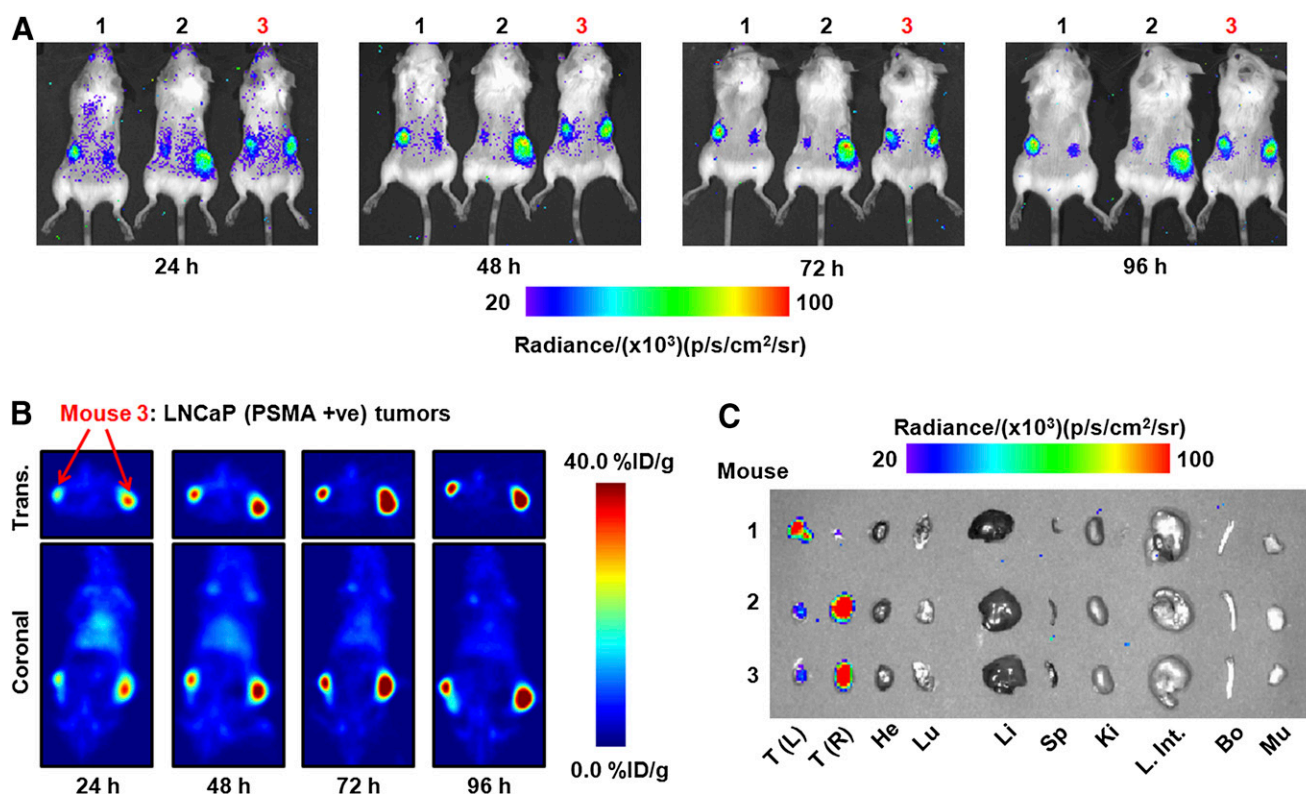 A
1 2 3 1 2 3 1 2 3 1 2 3
24 h 48 h 72 h 96 h
20 100
Radiance/(x10³)(p/s/cm²/sr)
B Mouse 3: LNCaP (PSMA +ve) tumors
Trans.
Coronal
40.0 %ID/g
0.0 %ID/g
24 h 48 h 72 h 96 h
C
Radiance/(x10³)(p/s/cm²/sr)
20 100
Mouse
1
2
3
T (L) T (R) He Lu Li Sp Ki L. Int. Bo Mu